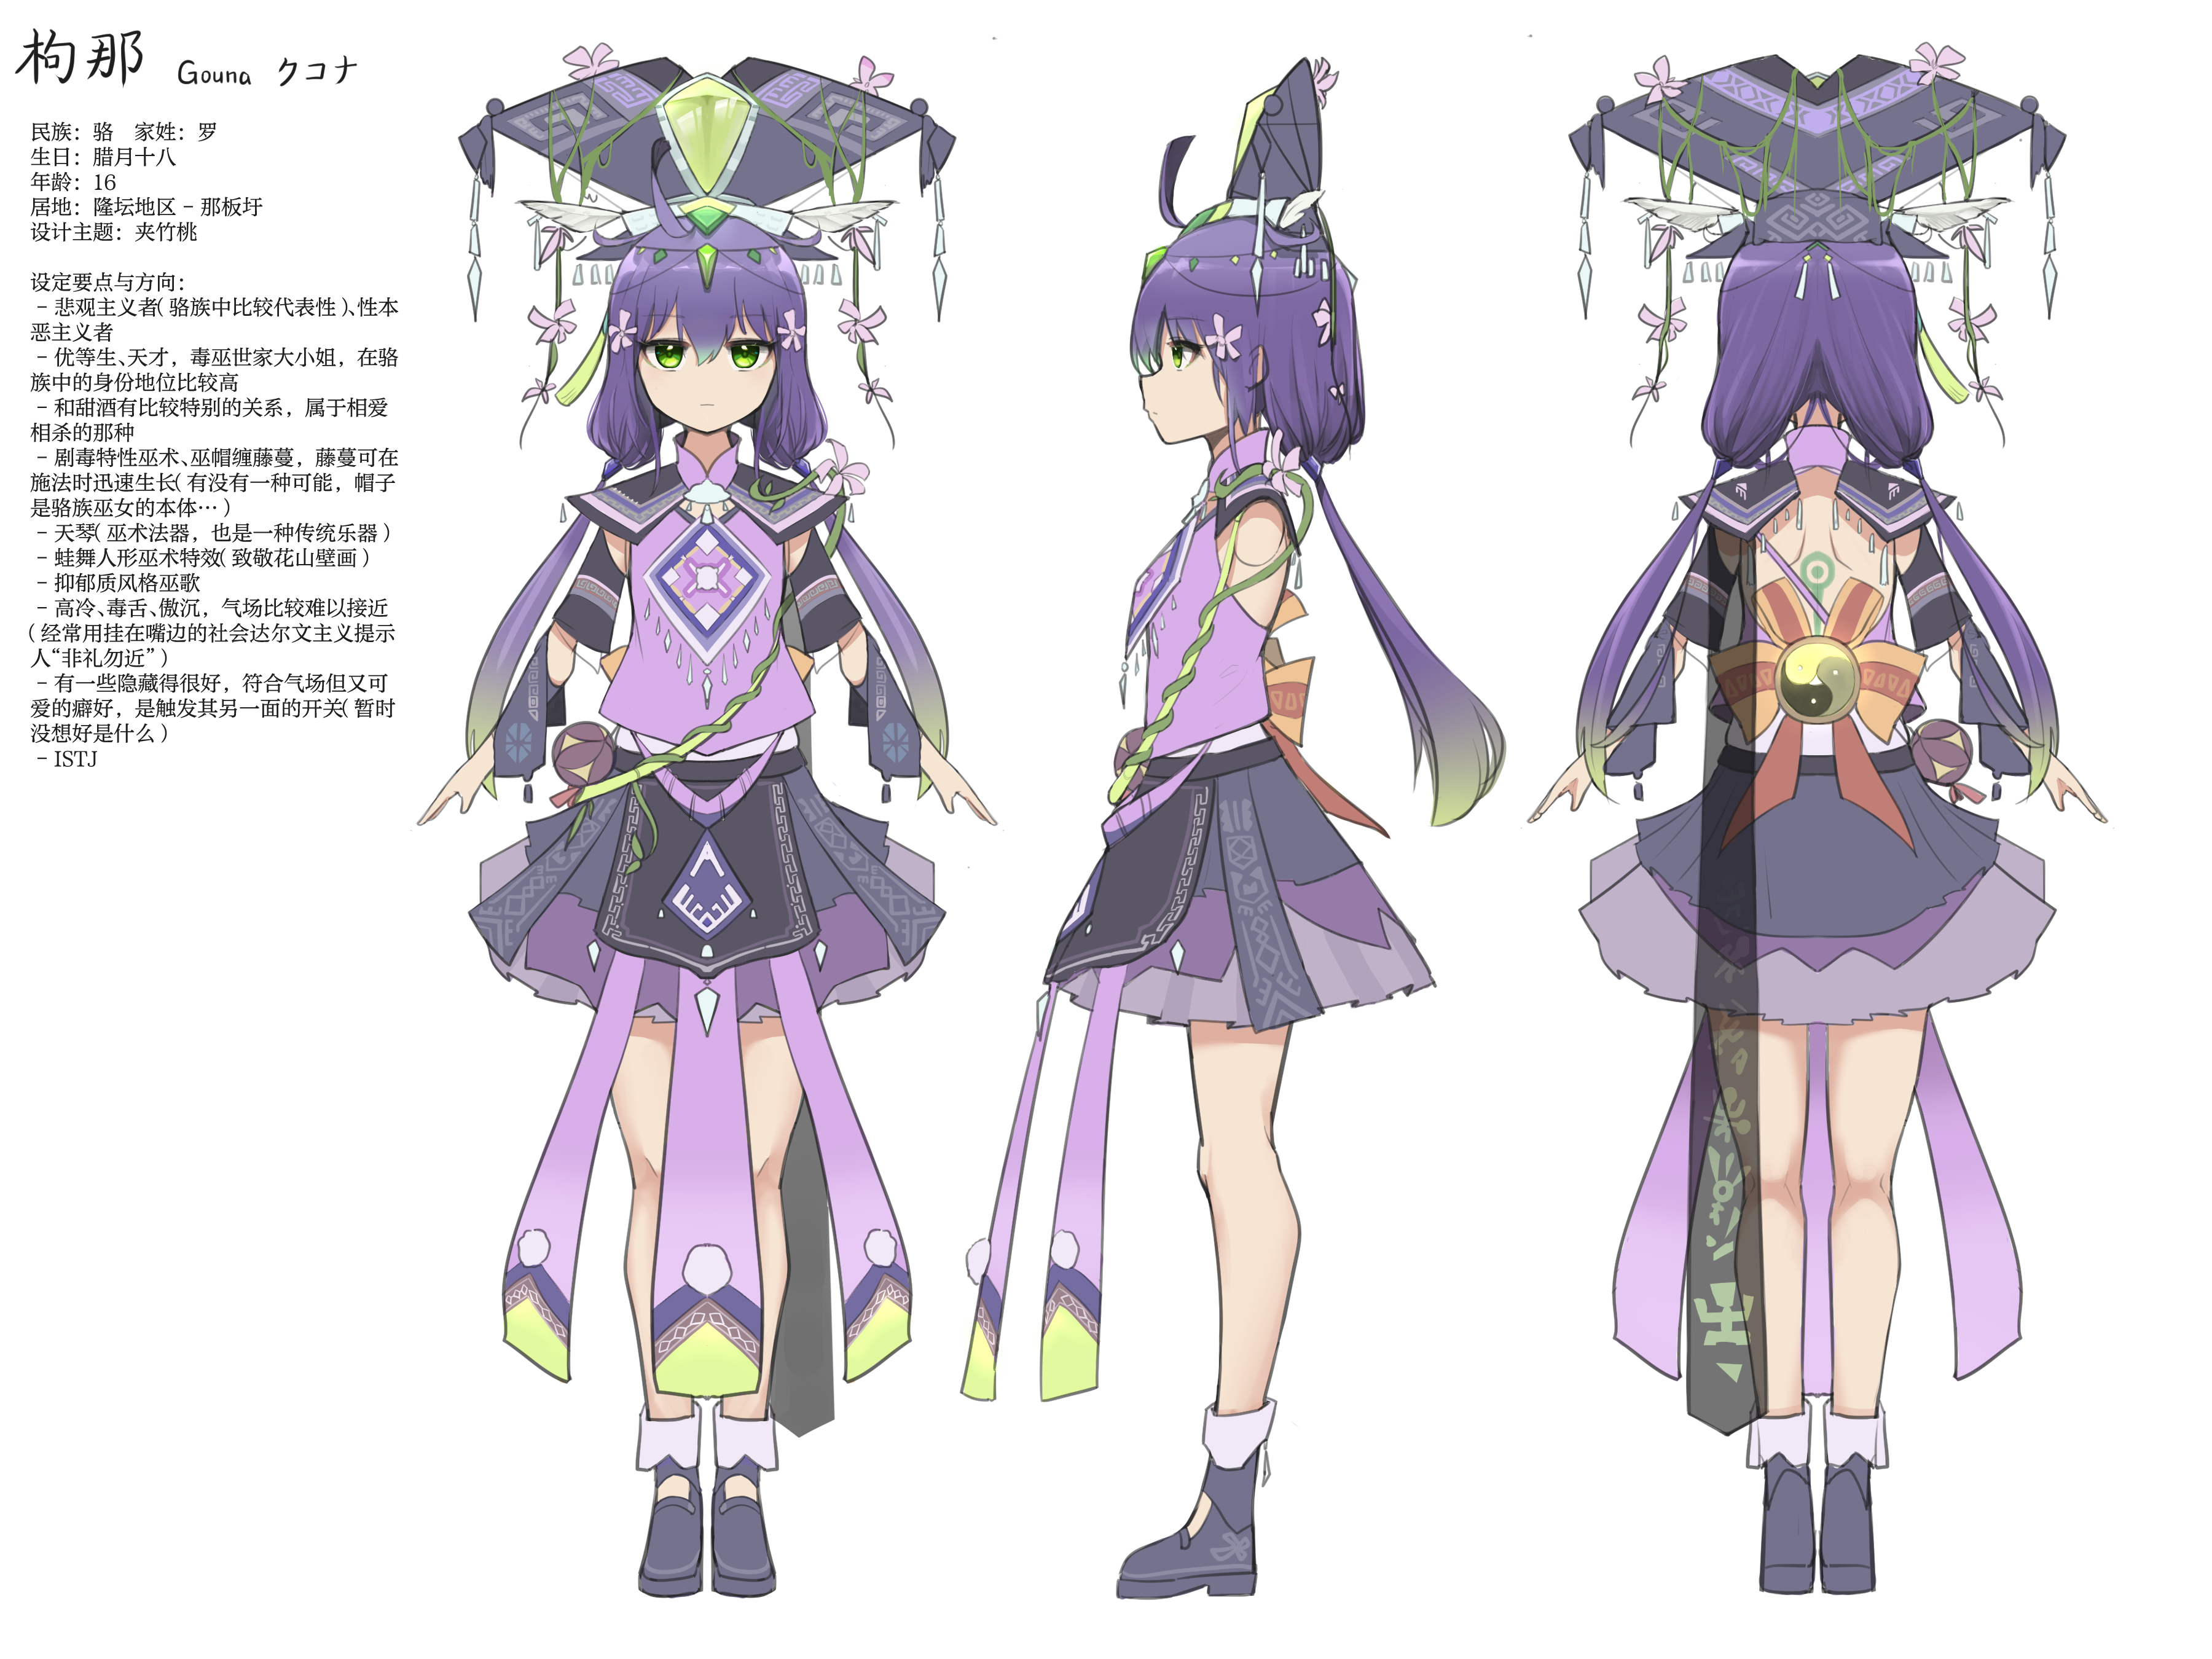 枸那 Gouna クコナ
民族：骆　家姓：罗
生日：腊月十八
年龄：16
居地：隆坛地区－那板圩
设计主题：夹竹桃
设定要点与方向：
－悲观主义者（骆族中比较代表性）、性本
恶主义者
－优等生、天才，毒巫世家大小姐，在骆
族中的身份地位比较高
－和甜酒有比较特别的关系，属于相爱
相杀的那种
－剧毒特性巫术、巫帽缠藤蔓，藤蔓可在
施法时迅速生长（有没有一种可能，帽子
是骆族巫女的本体…）
－天琴（巫术法器，也是一种传统乐器）
－蛙舞人形巫术特效（致敬花山壁画）
－抑郁质风格巫歌
－高冷、毒舌、傲沉，气场比较难以接近
（经常用挂在嘴边的社会达尔文主义提示
人“非礼勿近”）
－有一些隐藏得很好，符合气场但又可
爱的癖好，是触发其另一面的开关（暂时
没想好是什么）
－ISTJ